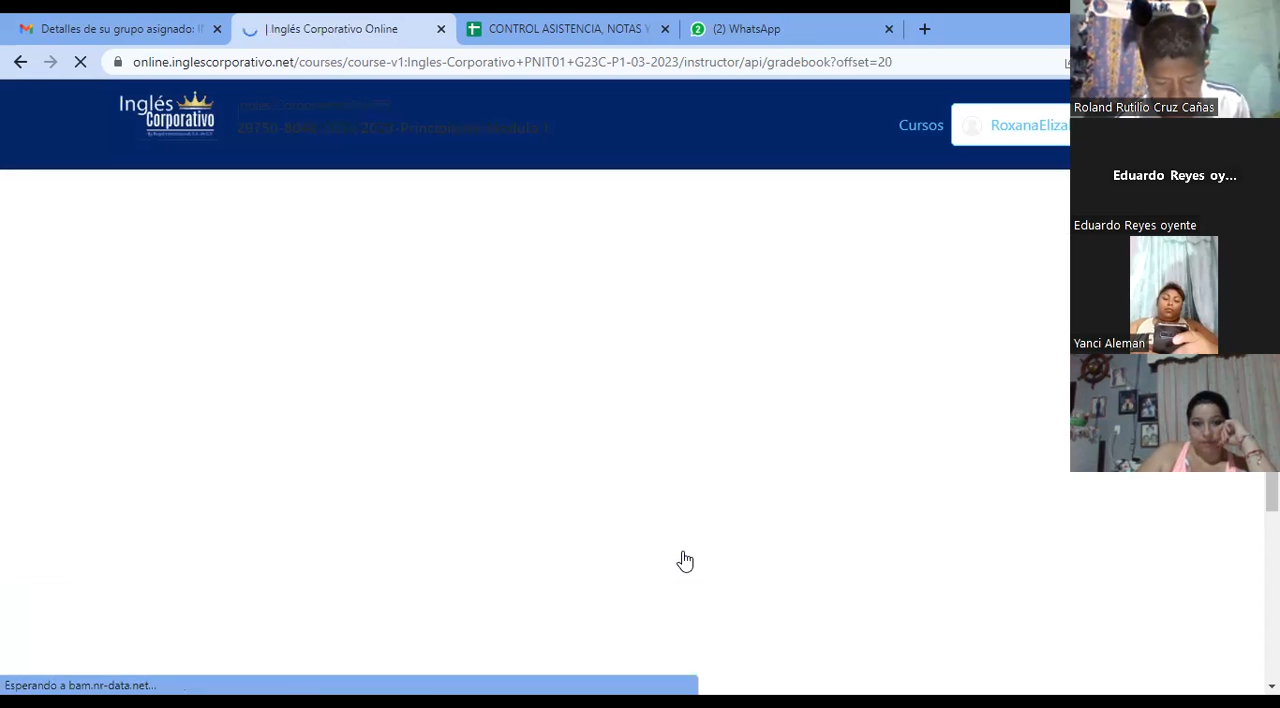 Detalles de su grupo asignado: I
| Inglés Corporativo Online
CONTROL ASISTENCIA, NOTAS Y
2
(2) WhatsApp
online.inglescorporativo.net/courses/course-v1:Ingles-Corporativo+PNIT01+G23C-P1-03-2023/instructor/api/gradebook?offset=20
Inglés
Corporativo
Cursos
RoxanaEliza
Roland Rutilio Cruz Cañas
Eduardo Reyes oy...
Eduardo Reyes oyente
Yanci Aleman
Esperando a bam.nr-data.net...